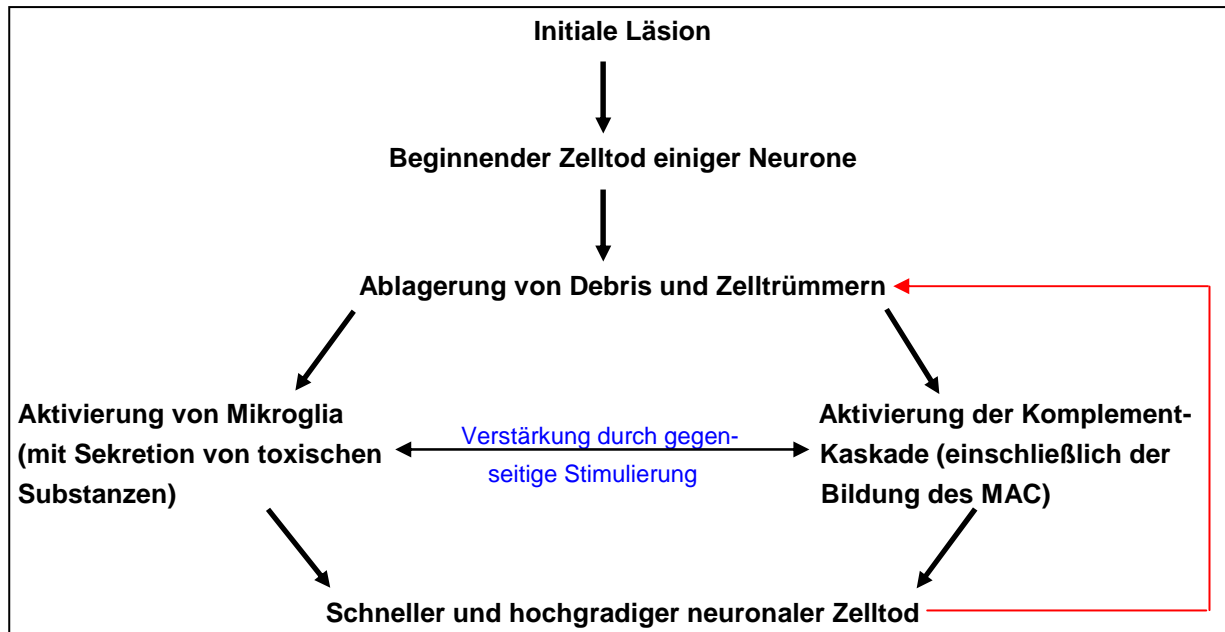 Initiale Läsion
Beginnender Zelltod einiger Neurone
Ablagerung von Debris und Zelltrümmern
Aktivierung von Mikroglia
(mit Sekretion von toxischen
Substanzen)
Verstärkung durch gegen-
seitige Stimulierung
Aktivierung der Komplement-
Kaskade (einschließlich der
Bildung des MAC)
Schneller und hochgradiger neuronaler Zelltod